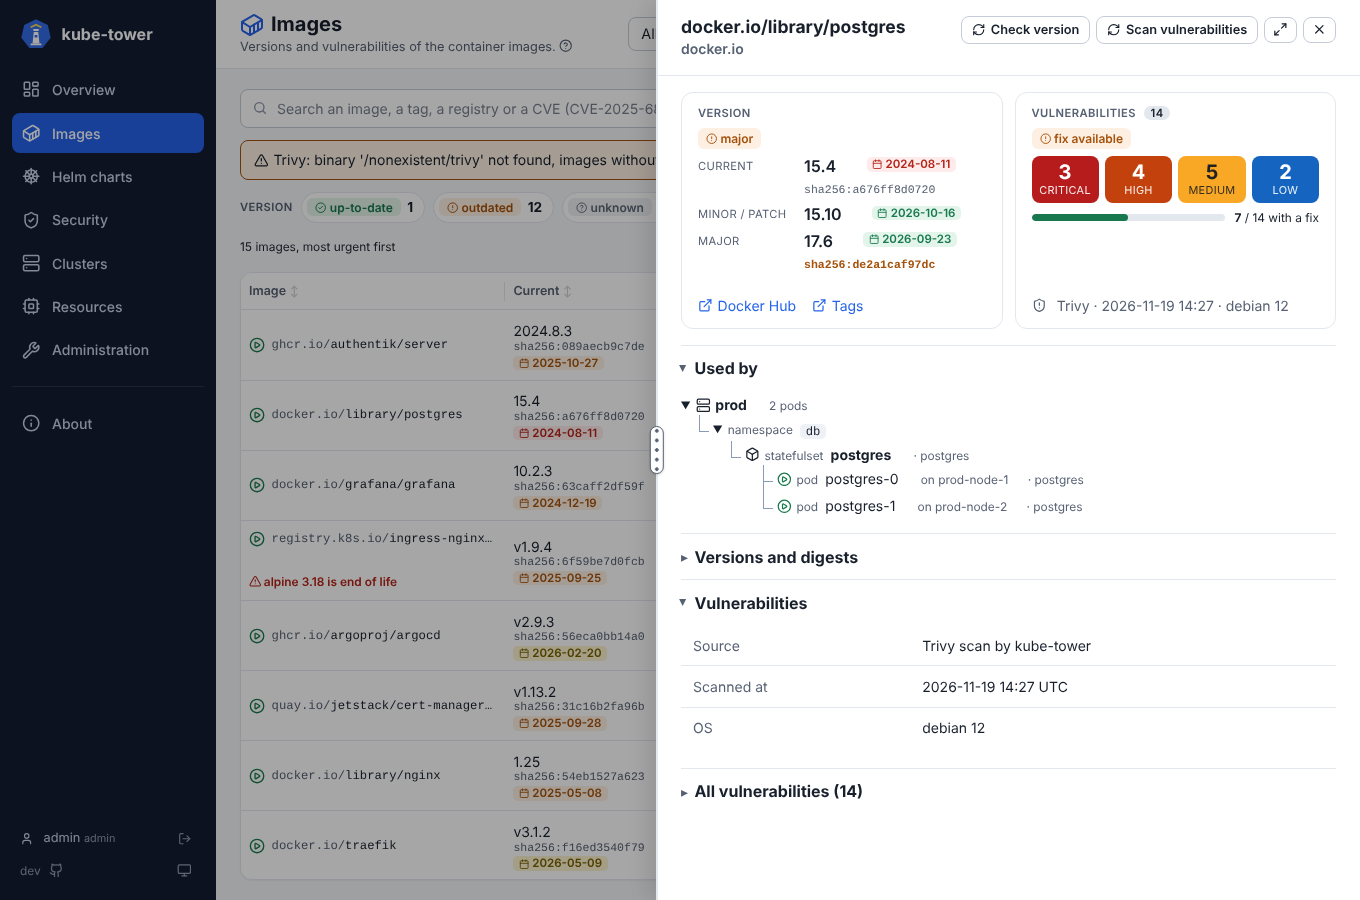 kube-tower
Overview
Images
Helm charts
Security
Clusters
Resources
Administration
About
admin admin
dev
Images
Versions and vulnerabilities of the container images.
Al
Search an image, a tag, a registry or a CVE (CVE-2025-68
Trivy: binary '/nonexistent/trivy' not found, images withou
VERSION up-to-date 1 outdated 12 unknown
15 images, most urgent first
Image Current
ghcr.io/authentik/server
2024.8.3
sha256:089aecb9c7de
2025-10-27
docker.io/library/postgres
15.4
sha256:a676ff8d0720
2024-08-11
docker.io/grafana/grafana
10.2.3
sha256:63caff2df59f
2024-12-19
registry.k8s.io/ingress-nginx…
alpine 3.18 is end of life
v1.9.4
sha256:6f59be7d0fcb
2025-09-25
ghcr.io/argoproj/argocd
v2.9.3
sha256:56eca0bb14a0
2026-02-20
quay.io/jetstack/cert-manager…
v1.13.2
sha256:31c16b2fa96b
2025-09-28
docker.io/library/nginx
1.25
sha256:54eb1527a623
2025-05-08
docker.io/traefik
v3.1.2
sha256:f16ed3540f79
2026-05-09
docker.io/library/postgres
docker.io
Check version
Scan vulnerabilities
VERSION
major
CURRENT 15.4 2024-08-11
sha256:a676ff8d0720
MINOR / PATCH 15.10 2026-10-16
MAJOR 17.6 2026-09-23
sha256:de2a1caf97dc
Docker Hub Tags
VULNERABILITIES 14
fix available
3 CRITICAL
4 HIGH
5 MEDIUM
2 LOW
7 / 14 with a fix
Trivy · 2026-11-19 14:27 · debian 12
Used by
prod 2 pods
namespace db
statefulset postgres · postgres
pod postgres-0 on prod-node-1 · postgres
pod postgres-1 on prod-node-2 · postgres
Versions and digests
Vulnerabilities
Source Trivy scan by kube-tower
Scanned at 2026-11-19 14:27 UTC
OS debian 12
All vulnerabilities (14)